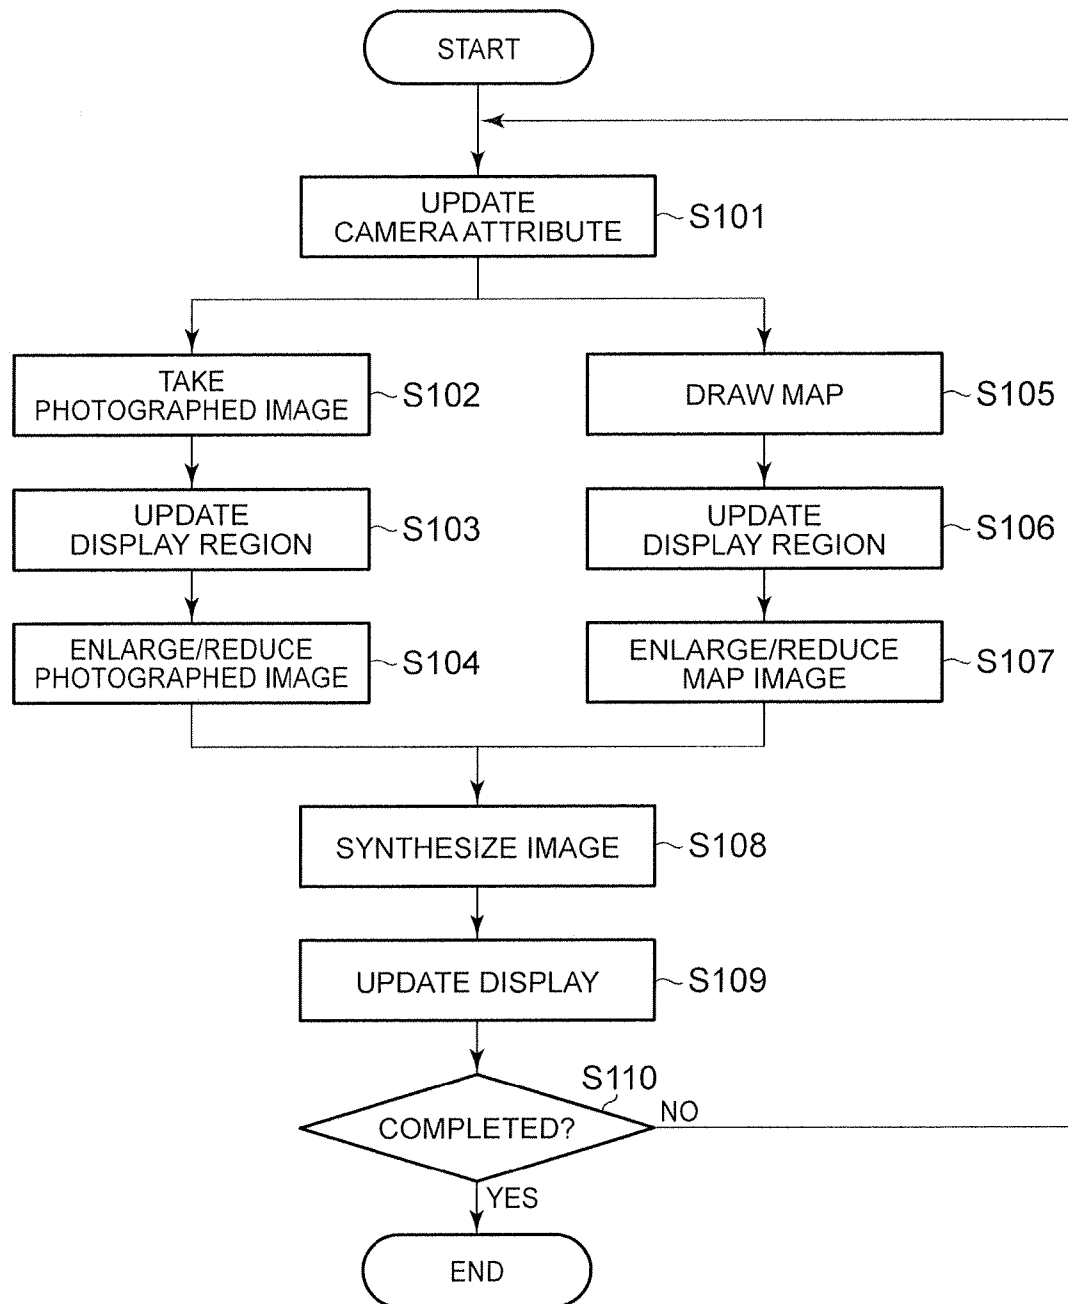 START
UPDATE
CAMERA ATTRIBUTE
S101
TAKE
PHOTOGRAPHED IMAGE
S102
DRAW MAP
S105
UPDATE
DISPLAY REGION
S103
UPDATE
DISPLAY REGION
S106
ENLARGE/REDUCE
PHOTOGRAPHED IMAGE
S104
ENLARGE/REDUCE
MAP IMAGE
S107
SYNTHESIZE IMAGE
S108
UPDATE DISPLAY
S109
S110
COMPLETED?
NO
YES
END